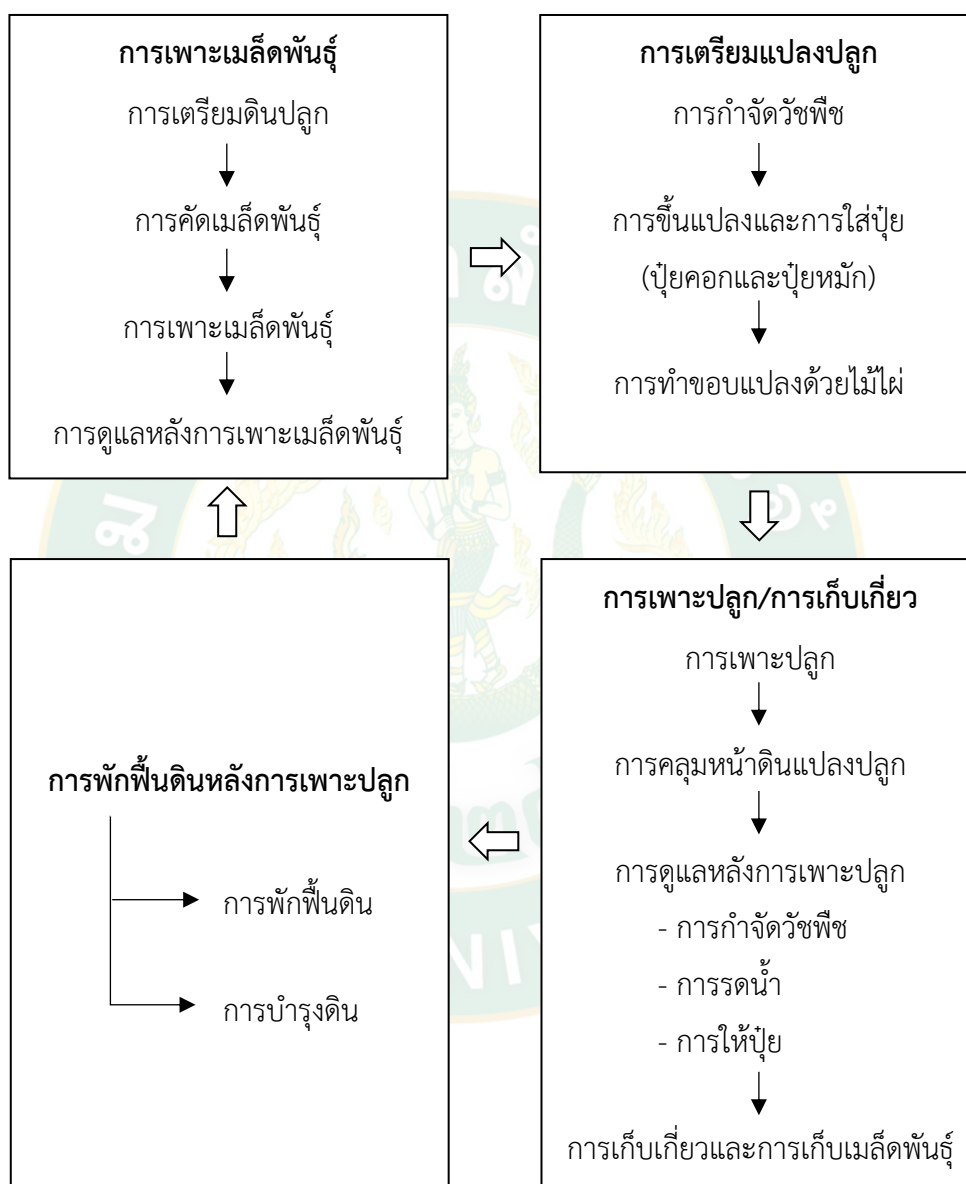 การเพาะเมล็ดพันธุ์
การเตรียมดินปลูก
การคัดเมล็ดพันธุ์
การเพาะเมล็ดพันธุ์
การดูแลหลังการเพาะเมล็ดพันธุ์
การเตรียมแปลงปลูก
การกำจัดวัชพืช
การขึ้นแปลงและการใส่ปุ๋ย
(ปุ๋ยคอกและปุ๋ยหมัก)
การทำขอบแปลงด้วยไม้ไผ่
การเพาะปลูก/การเก็บเกี่ยว
การเพาะปลูก
การคลุมหน้าดินแปลงปลูก
การดูแลหลังการเพาะปลูก
- การกำจัดวัชพืช
- การรดน้ำ
- การให้ปุ๋ย
การเก็บเกี่ยวและการเก็บเมล็ดพันธุ์
การพักฟื้นดินหลังการเพาะปลูก
การพักฟื้นดิน
การบำรุงดิน